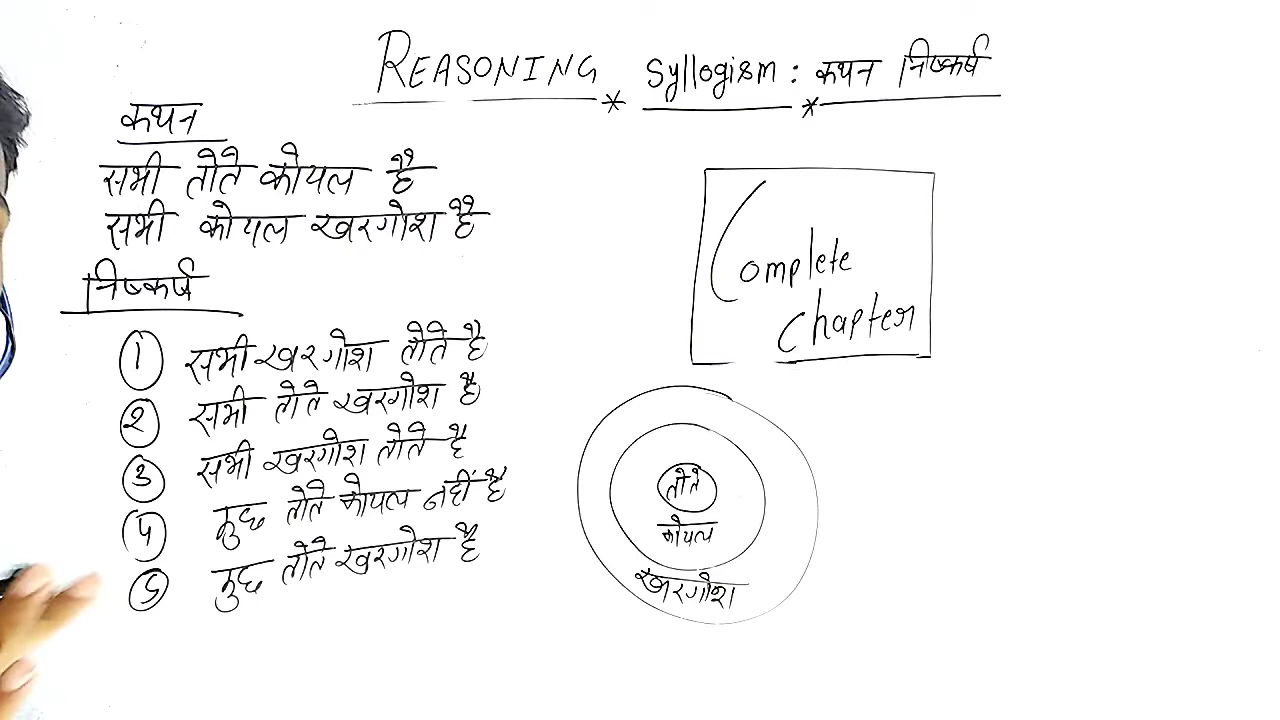 REASONING * Syllogism : * कथन निष्कर्ष
कथन
सभी तोते कोयल है
सभी कोयल खरगोश है
निष्कर्ष
① सभी खरगोश तोते है
② सभी तोते खरगोश है
③ सभी खरगोश तोते है
④ कुछ तोते कोयल नहीं है
⑤ कुछ तोते खरगोश है
Complete
Chapter
तोते
कोयल
खरगोश